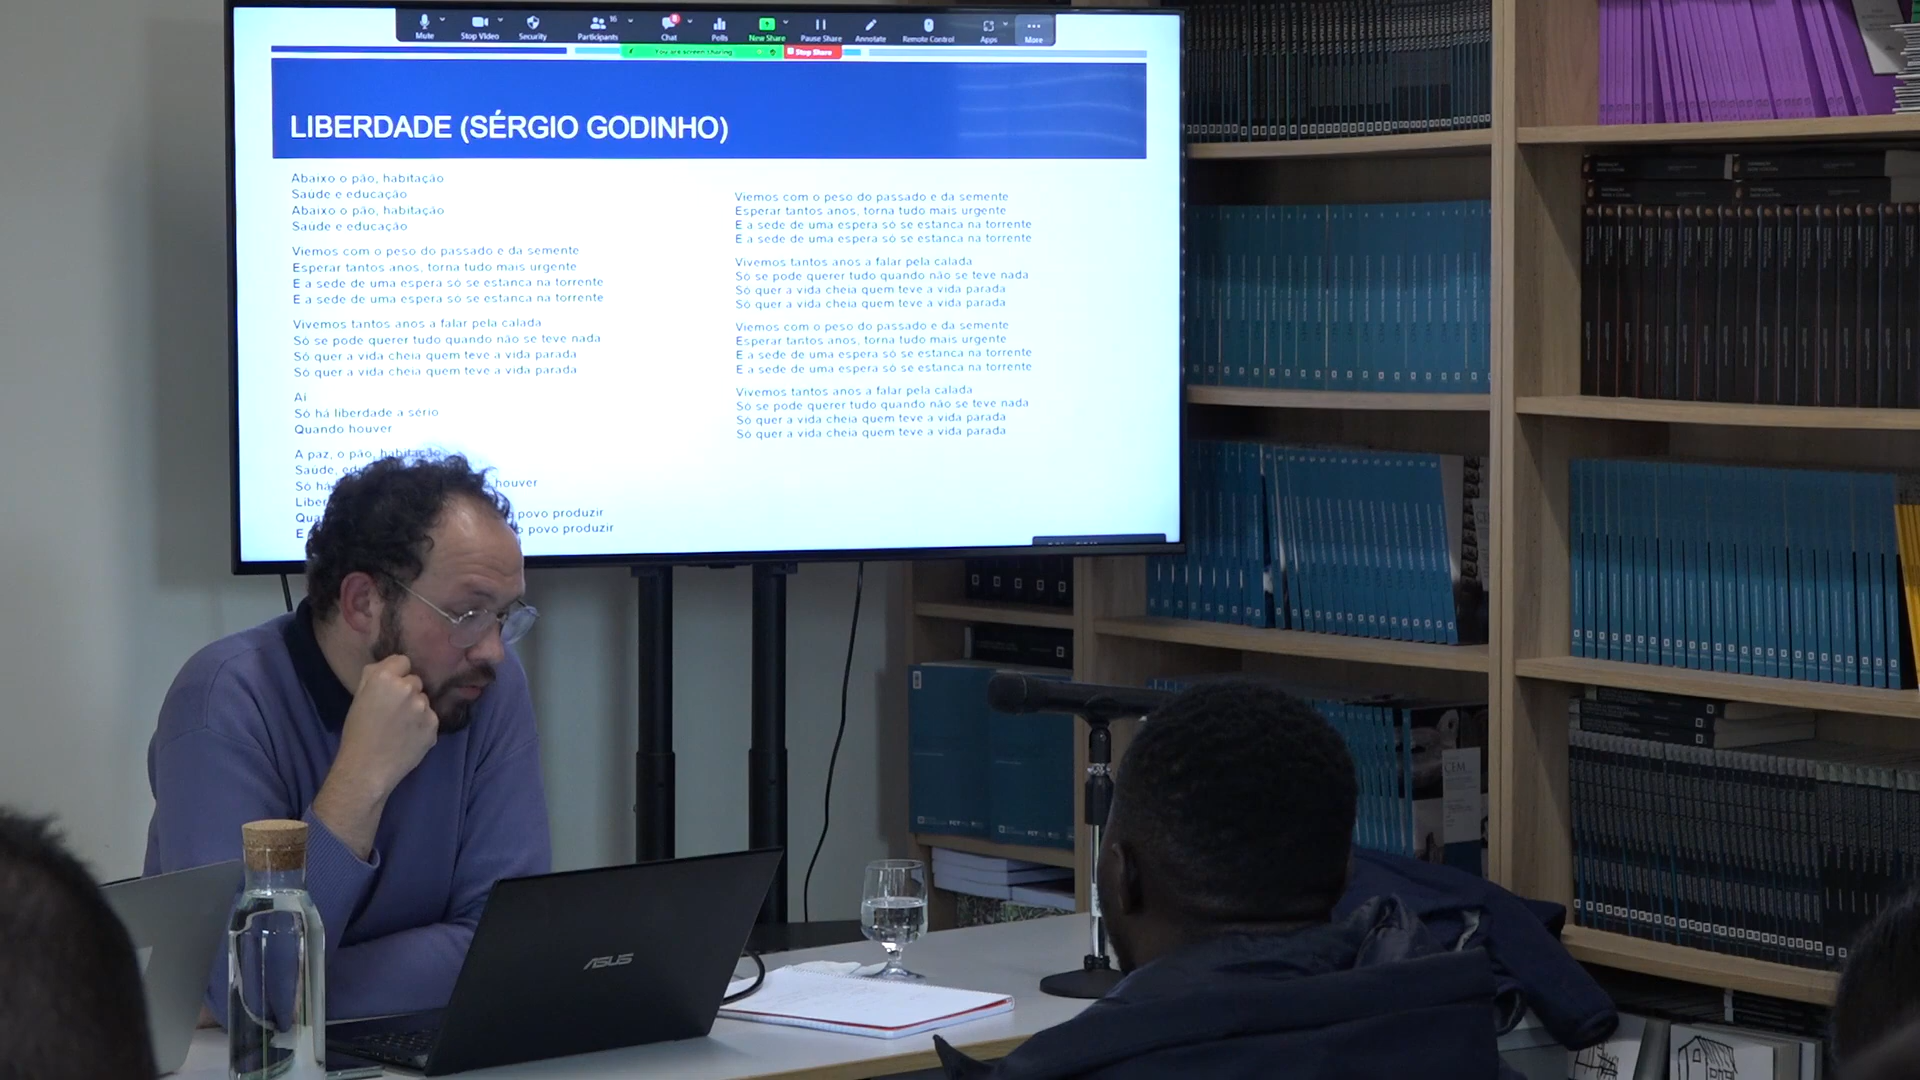 Mute
Stop Video
Security
Participants
16
Chat
8
Polls
New Share
Pause Share
Annotate
Remote Control
Apps
More
You are screen sharing
Stop Share
LIBERDADE (SÉRGIO GODINHO)
Abaixo o pão, habitação
Saúde e educação
Abaixo o pão, habitação
Saúde e educação
Viemos com o peso do passado e da semente
Esperar tantos anos, torna tudo mais urgente
E a sede de uma espera só se estanca na torrente
E a sede de uma espera só se estanca na torrente
Vivemos tantos anos a falar pela calada
Só se pode querer tudo quando não se teve nada
Só quer a vida cheia quem teve a vida parada
Só quer a vida cheia quem teve a vida parada
Ai
Só há liberdade a sério
Quando houver
A paz, o pão, habitação
Saúde,
Só há houver
povo produzir
E povo produzir
Viemos com o peso do passado e da semente
Esperar tantos anos, torna tudo mais urgente
E a sede de uma espera só se estanca na torrente
E a sede de uma espera só se estanca na torrente
Vivemos tantos anos a falar pela calada
Só se pode querer tudo quando não se teve nada
Só quer a vida cheia quem teve a vida parada
Só quer a vida cheia quem teve a vida parada
Viemos com o peso do passado e da semente
Esperar tantos anos, torna tudo mais urgente
E a sede de uma espera só se estanca na torrente
E a sede de uma espera só se estanca na torrente
Vivemos tantos anos a falar pela calada
Só se pode querer tudo quando não se teve nada
Só quer a vida cheia quem teve a vida parada
Só quer a vida cheia quem teve a vida parada
ASUS
CEM
FCT